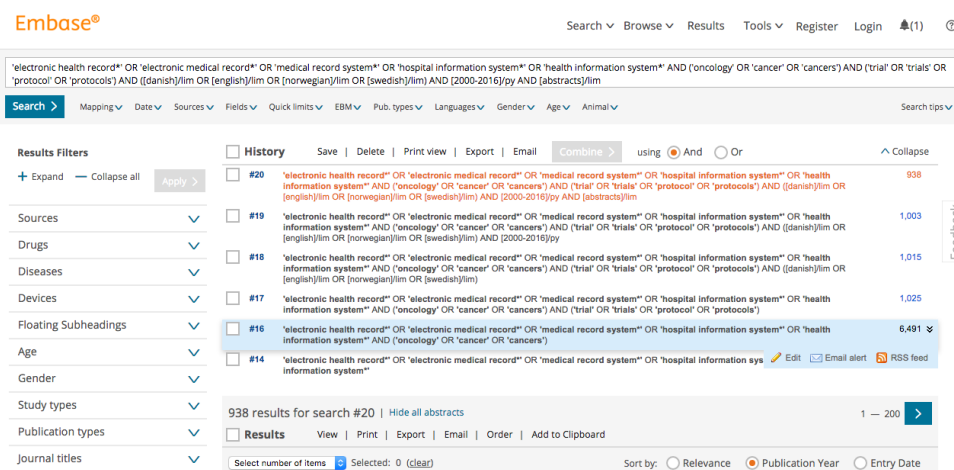 Embase®
Search Browse Results Tools Register Login (1)
'electronic health record*' OR 'electronic medical record*' OR 'medical record system*' OR 'hospital information system*' OR 'health information system*' AND ('oncology' OR 'cancer' OR 'cancers') AND ('trial' OR 'trials' OR
'protocol' OR 'protocols') AND ([danish]/lim OR [english]/lim OR [norwegian]/lim OR [swedish]/lim) AND [2000-2016]/py AND [abstracts]/lim
Search > Mapping Date Sources Fields Quick limits EBM Pub. types Languages Gender Age Animal Search tips
Results Filters
+ Expand — Collapse all Apply >
Sources
Drugs
Diseases
Devices
Floating Subheadings
Age
Gender
Study types
Publication types
Journal titles
History Save | Delete | Print view | Export | Email Combine > using And Or Collapse
#20 'electronic health record*' OR 'electronic medical record*' OR 'medical record system*' OR 'hospital information system*' OR 'health 938
information system*' AND ('oncology' OR 'cancer' OR 'cancers') AND ('trial' OR 'trials' OR 'protocol' OR 'protocols') AND ([danish]/lim OR
[english]/lim OR [norwegian]/lim OR [swedish]/lim) AND [2000-2016]/py AND [abstracts]/lim
#19 'electronic health record*' OR 'electronic medical record*' OR 'medical record system*' OR 'hospital information system*' OR 'health 1,003
information system*' AND ('oncology' OR 'cancer' OR 'cancers') AND ('trial' OR 'trials' OR 'protocol' OR 'protocols') AND ([danish]/lim OR
[english]/lim OR [norwegian]/lim OR [swedish]/lim) AND [2000-2016]/py
#18 'electronic health record*' OR 'electronic medical record*' OR 'medical record system*' OR 'hospital information system*' OR 'health 1,015
information system*' AND ('oncology' OR 'cancer' OR 'cancers') AND ('trial' OR 'trials' OR 'protocol' OR 'protocols') AND ([danish]/lim OR
[english]/lim OR [norwegian]/lim OR [swedish]/lim)
#17 'electronic health record*' OR 'electronic medical record*' OR 'medical record system*' OR 'hospital information system*' OR 'health 1,025
information system*' AND ('oncology' OR 'cancer' OR 'cancers') AND ('trial' OR 'trials' OR 'protocol' OR 'protocols')
#16 'electronic health record*' OR 'electronic medical record*' OR 'medical record system*' OR 'hospital information system*' OR 'health 6,491
information system*' AND ('oncology' OR 'cancer' OR 'cancers')
#14 'electronic health record*' OR 'electronic medical record*' OR 'medical record system*' OR 'hospital information sys Edit Email alert RSS feed
information system*'
938 results for search #20 | Hide all abstracts 1 — 200 >
Results View | Print | Export | Email | Order | Add to Clipboard
Select number of items Selected: 0 (clear) Sort by: Relevance Publication Year Entry Date